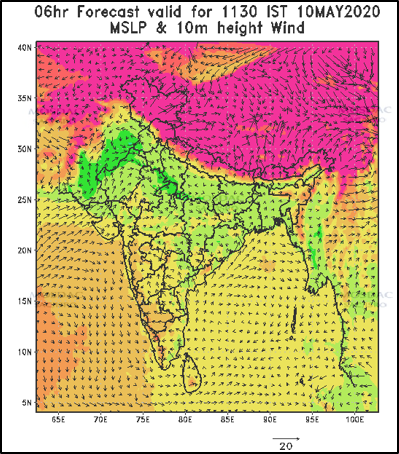 06hr Forecast valid for 1130 IST 10MAY2020
MSLP & 10m height Wind
40N
35N
30N
25N
20N
15N
10N
5N
65E 70E 75E 80E 85E 90E 95E 100E
20